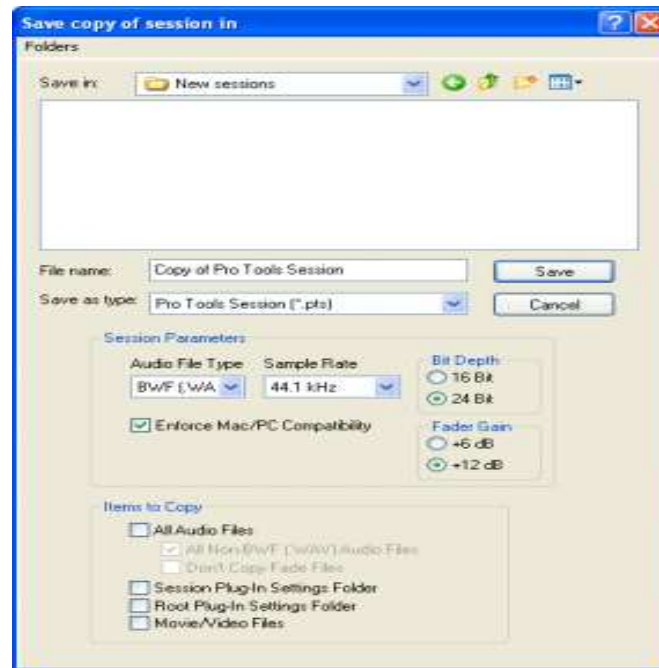 Save copy of session in
Folders
Save in: New sessions
File name: Copy of Pro Tools Session Save
Save as type: Pro Tools Session (*.pts) Cancel
Session Parameters
Audio File Type Sample Rate Bit Depth
BWF (.WA 44.1 kHz 16 Bit
24 Bit
Enforce Mac/PC Compatibility Fader Gain
+6 dB
+12 dB
Items to Copy
All Audio Files
All Non-BWF (.WAV) Audio Files
Don't Copy Fade Files
Session Plug-In Settings Folder
Root Plug-In Settings Folder
Movie/Video Files